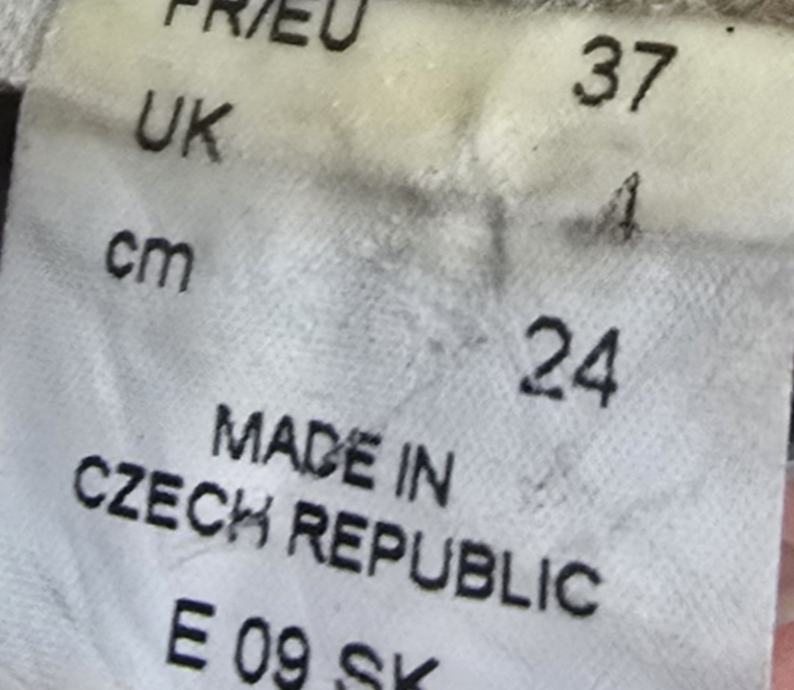 FR/EU 37
UK 4
cm 24
MADE IN
CZECH REPUBLIC
E 09 SK